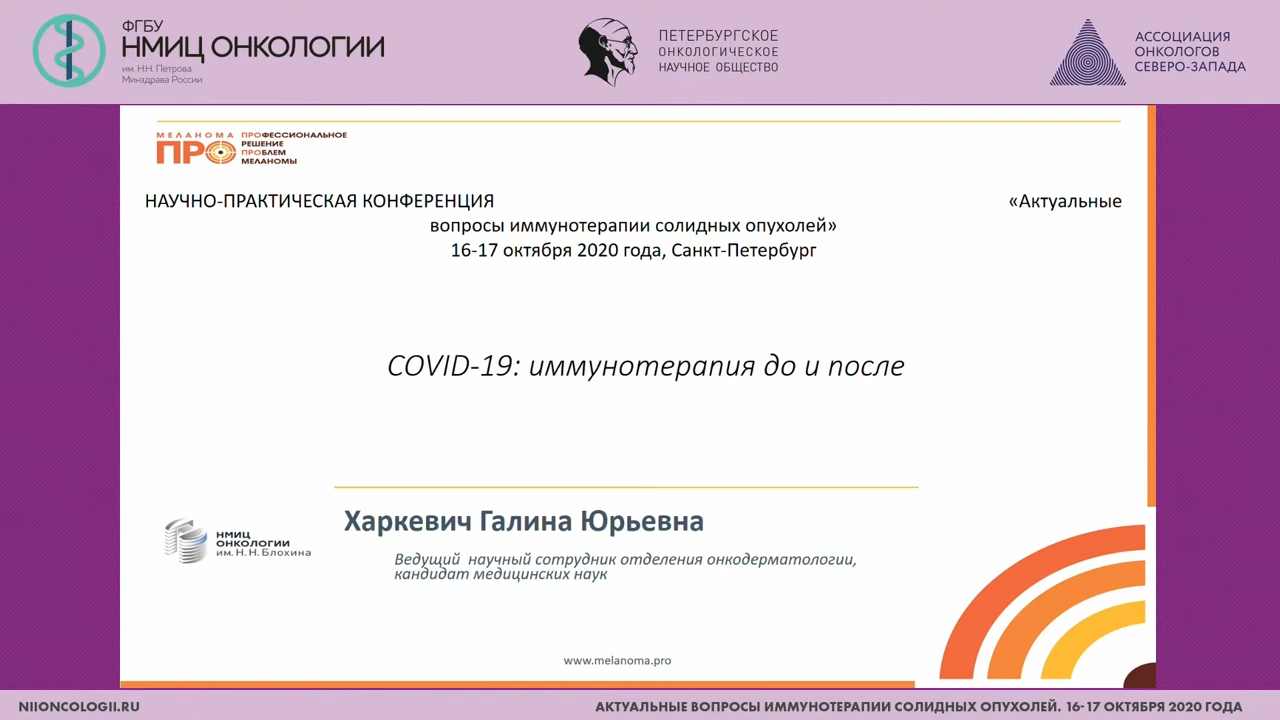 ФГБУ
НМИЦ ОНКОЛОГИИ
им. Н.Н. Петрова
Минздрава России
ПЕТЕРБУРГСКОЕ
ОНКОЛОГИЧЕСКОЕ
НАУЧНОЕ ОБЩЕСТВО
АССОЦИАЦИЯ
ОНКОЛОГОВ
СЕВЕРО-ЗАПАДА
МЕЛАНОМА
ПРО
ПРОФЕССИОНАЛЬНОЕ
РЕШЕНИЕ
ПРОБЛЕМ
МЕЛАНОМЫ
НАУЧНО-ПРАКТИЧЕСКАЯ КОНФЕРЕНЦИЯ «Актуальные
вопросы иммунотерапии солидных опухолей»
16-17 октября 2020 года, Санкт-Петербург
COVID-19: иммунотерапия до и после
Харкевич Галина Юрьевна
НМИЦ
ОНКОЛОГИИ
им. Н. Н. Блохина
Ведущий научный сотрудник отделения онкодерматологии,
кандидат медицинских наук
www.melanoma.pro
NIIONCOLOGII.RU
АКТУАЛЬНЫЕ ВОПРОСЫ ИММУНОТЕРАПИИ СОЛИДНЫХ ОПУХОЛЕЙ. 16-17 ОКТЯБРЯ 2020 ГОДА